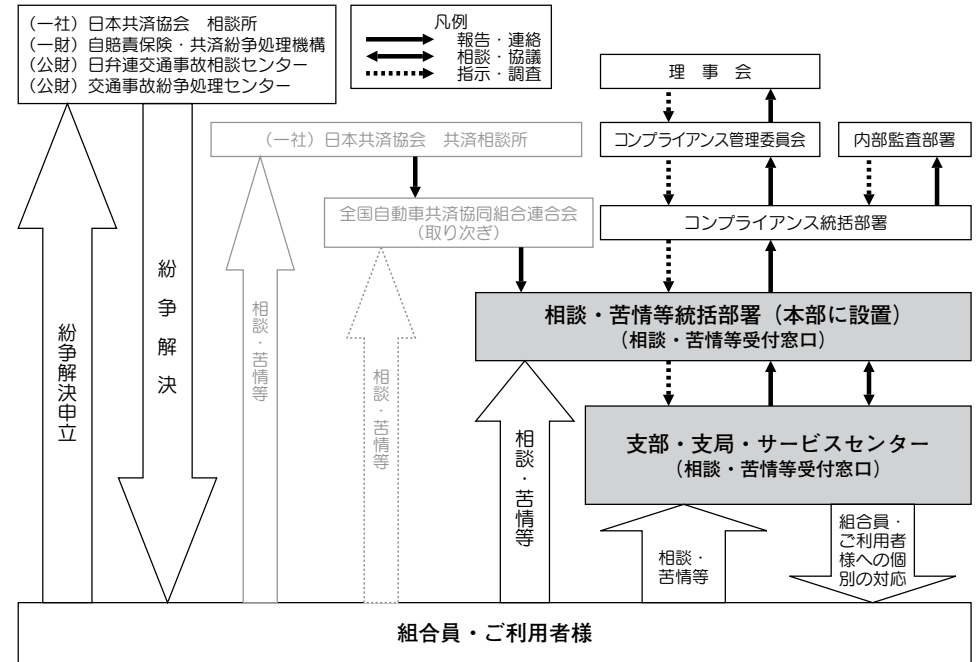 （一社）日本共済協会　相談所
（一財）自賠責保険・共済紛争処理機構
（公財）日弁連交通事故相談センター
（公財）交通事故紛争処理センター
凡例
報告・連絡
相談・協議
指示・調査
理　事　会
（一社）日本共済協会　共済相談所
コンプライアンス管理委員会
内部監査部署
全国自動車共済協同組合連合会
（取り次ぎ）
コンプライアンス統括部署
紛争解決申立
紛争解決
相談・苦情等
相談・苦情等
相談・苦情等
相談・苦情等統括部署（本部に設置）
（相談・苦情等受付窓口）
支部・支局・サービスセンター
（相談・苦情等受付窓口）
相談・
苦情等
組合員・
ご利用者
様への個
別の対応
組合員・ご利用者様